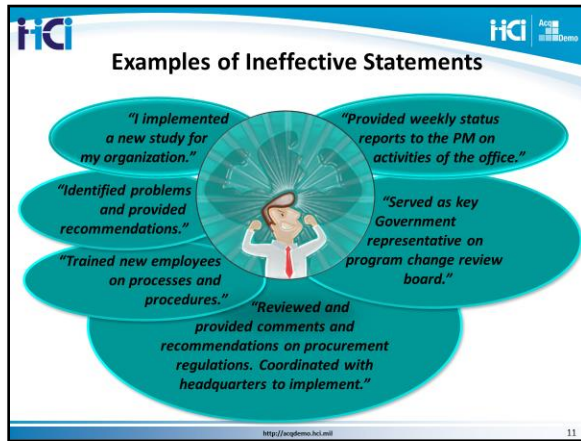 HCi
HCi Acq Demo
Examples of Ineffective Statements
“I implemented
a new study for
my organization.”
“Provided weekly status
reports to the PM on
activities of the office.”
“Identified problems
and provided
recommendations.”
“Served as key
Government
representative on
program change review
board.”
“Trained new employees
on processes and
procedures.”
“Reviewed and
provided comments and
recommendations on procurement
regulations. Coordinated with
headquarters to implement.”
http://acqdemo.hci.mil
11